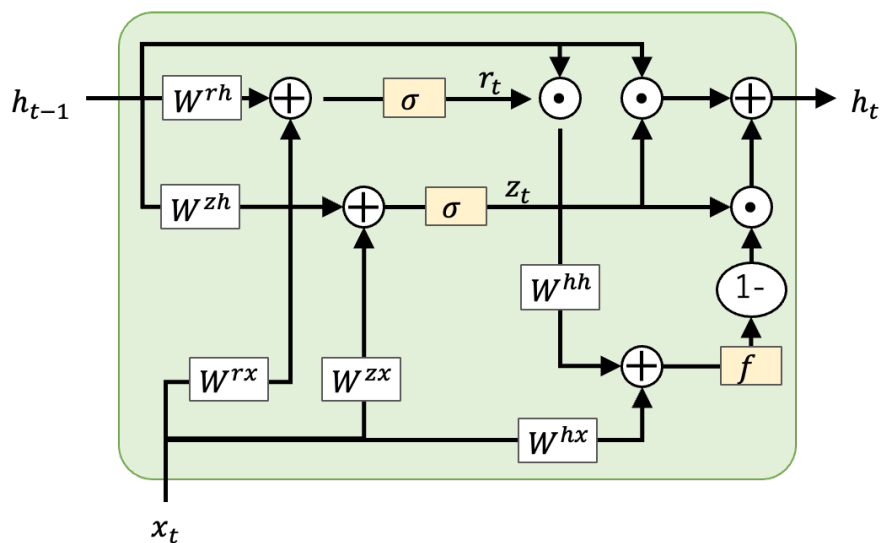 h_{t-1}
W^{rh}
σ
r_t
h_t
W^{zh}
σ
z_t
W^{hh}
1-
W^{rx}
W^{zx}
f
W^{hx}
x_t